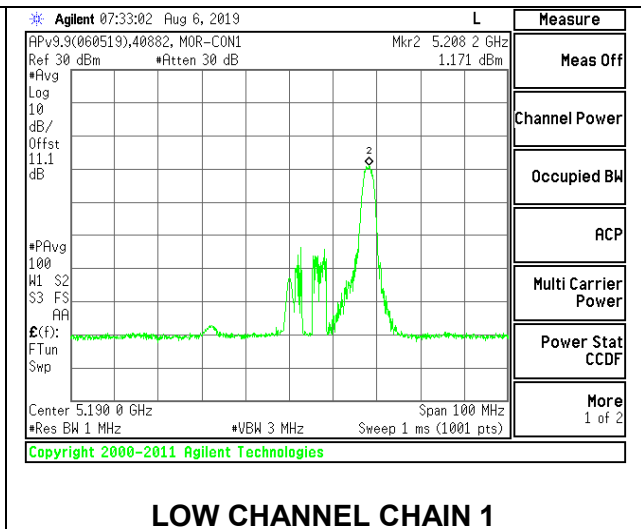 Agilent 07:33:02 Aug 6, 2019 L
APv9.9(060519),40882, MOR-CON1 Mkr2 5.208 2 GHz
Ref 30 dBm #Atten 30 dB 1.171 dBm
#Avg
Log
10
dB/
Offst
11.1
dB
2
#PAvg
100
W1 S2
S3 FS
AA
£(f):
FTun
Swp
Center 5.190 0 GHz Span 100 MHz
#Res BW 1 MHz #VBW 3 MHz Sweep 1 ms (1001 pts)
Copyright 2000-2011 Agilent Technologies
Measure
Meas Off
Channel Power
Occupied BW
ACP
Multi Carrier
Power
Power Stat
CCDF
More
1 of 2
LOW CHANNEL CHAIN 1